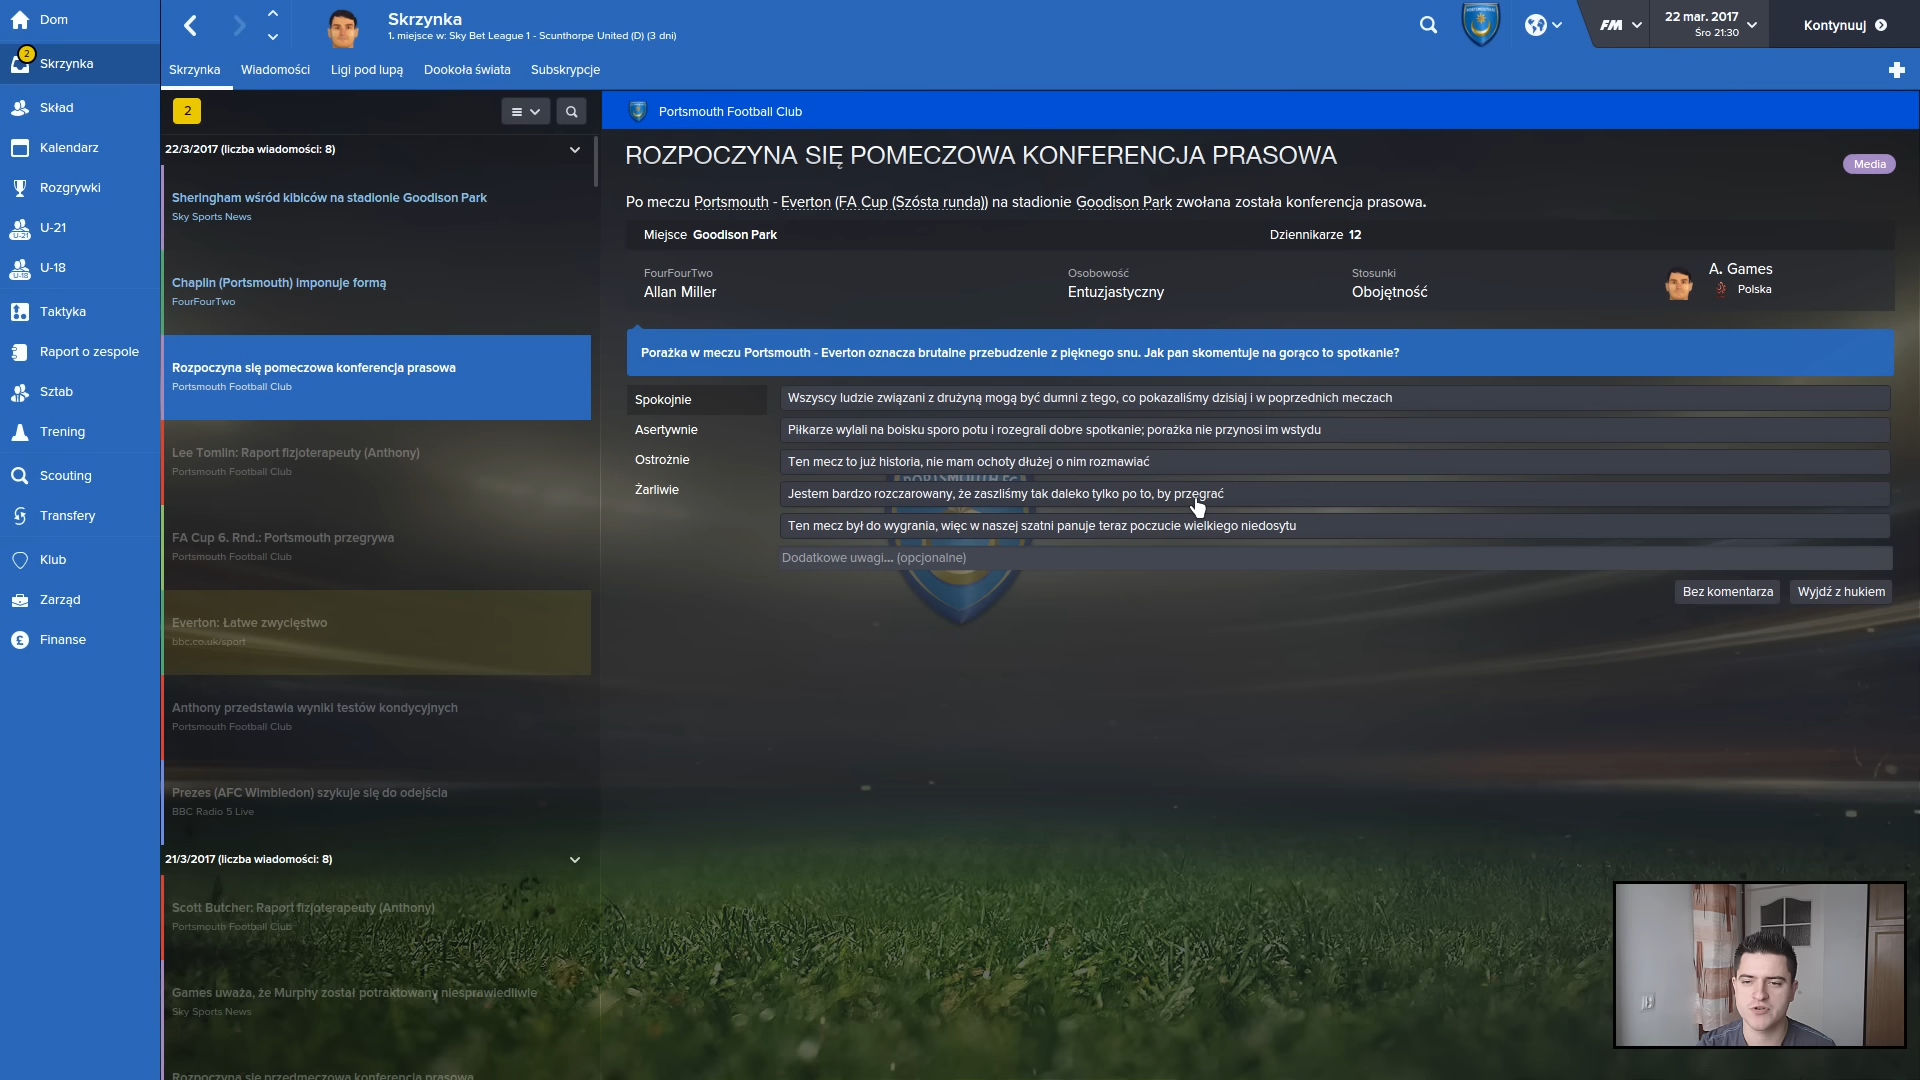 Dom
2
Skrzynka
Skład
Kalendarz
Rozgrywki
U-21
U-18
Taktyka
Raport o zespole
Sztab
Trening
Scouting
Transfery
Klub
Zarząd
Finanse
Skrzynka
1. miejsce w: Sky Bet League 1 - Scunthorpe United (D) (3 dni)
FM
22 mar. 2017
Śro 21:30
Kontynuuj
Skrzynka
Wiadomości
Ligi pod lupą
Dookoła świata
Subskrypcje
2
22/3/2017 (liczba wiadomości: 8)
Sheringham wśród kibiców na stadionie Goodison Park
Sky Sports News
Chaplin (Portsmouth) imponuje formą
FourFourTwo
Rozpoczyna się pomeczowa konferencja prasowa
Portsmouth Football Club
Lee Tomlin: Raport fizjoterapeuty (Anthony)
Portsmouth Football Club
FA Cup 6. Rnd.: Portsmouth przegrywa
Portsmouth Football Club
Everton: Łatwe zwycięstwo
bbc.co.uk/sport
Anthony przedstawia wyniki testów kondycyjnych
Portsmouth Football Club
Prezes (AFC Wimbledon) szykuje się do odejścia
BBC Radio 5 Live
21/3/2017 (liczba wiadomości: 8)
Scott Butcher: Raport fizjoterapeuty (Anthony)
Portsmouth Football Club
Games uważa, że Murphy został potraktowany niesprawiedliwie
Sky Sports News
Rozpoczyna się przedmeczowa konferencja prasowa
Portsmouth Football Club
ROZPOCZYNA SIĘ POMECZOWA KONFERENCJA PRASOWA
Media
Po meczu Portsmouth - Everton (FA Cup (Szósta runda)) na stadionie Goodison Park zwołana została konferencja prasowa.
Miejsce Goodison Park
Dziennikarze 12
FourFourTwo
Allan Miller
Osobowość
Entuzjastyczny
Stosunki
Obojętność
A. Games
Polska
Porażka w meczu Portsmouth - Everton oznacza brutalne przebudzenie z pięknego snu. Jak pan skomentuje na gorąco to spotkanie?
Spokojnie
Asertywnie
Ostrożnie
Żarliwie
Wszyscy ludzie związani z drużyną mogą być dumni z tego, co pokazaliśmy dzisiaj i w poprzednich meczach
Piłkarze wylali na boisku sporo potu i rozegrali dobre spotkanie; porażka nie przynosi im wstydu
Ten mecz to już historia, nie mam ochoty dłużej o nim rozmawiać
Jestem bardzo rozczarowany, że zaszliśmy tak daleko tylko po to, by przegrać
Ten mecz był do wygrania, więc w naszej szatni panuje teraz poczucie wielkiego niedosytu
Dodatkowe uwagi... (opcjonalne)
Bez komentarza
Wyjdź z hukiem